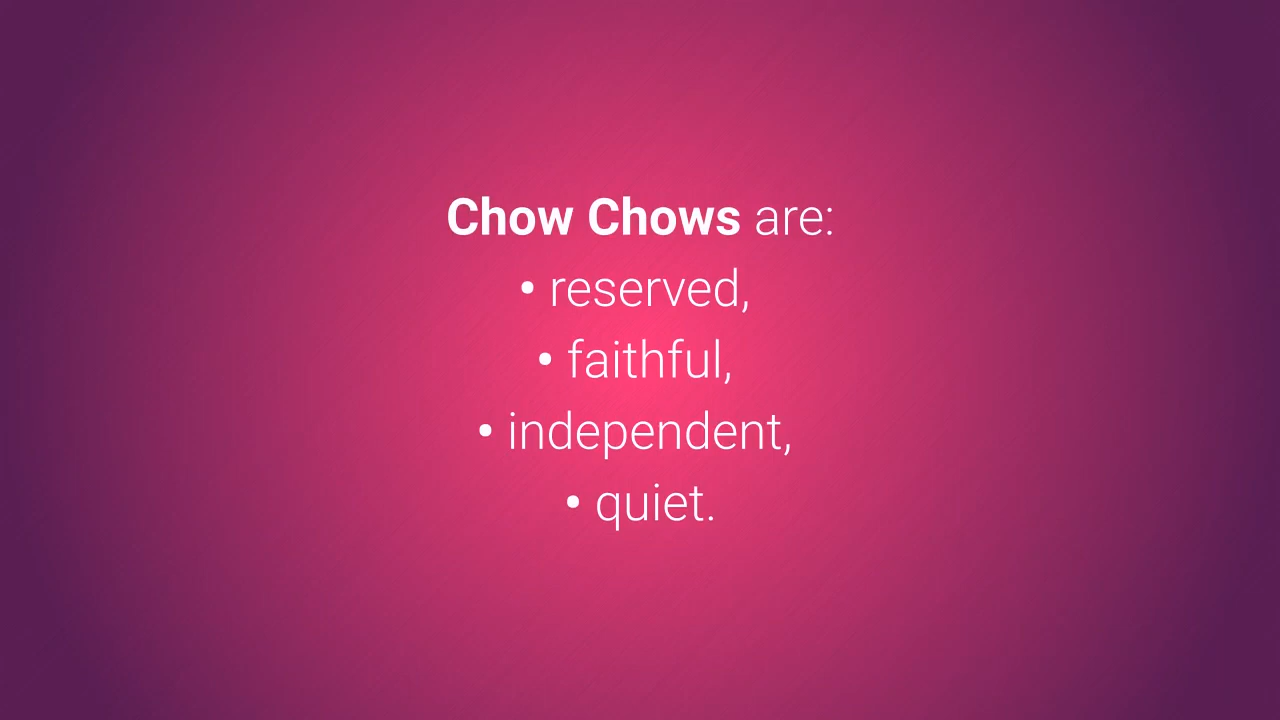 Chow Chows are:
• reserved,
• faithful,
• independent,
• quiet.